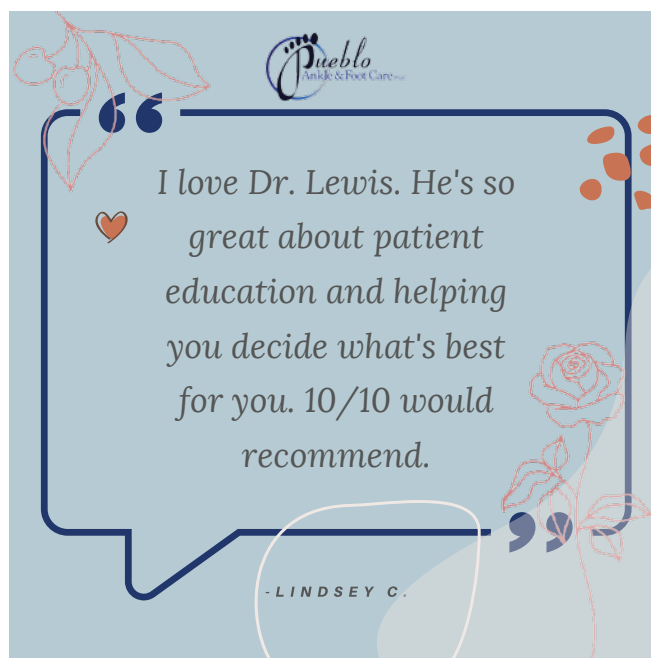 Pueblo
Ankle & Foot Care
“
I love Dr. Lewis. He's so
great about patient
education and helping
you decide what's best
for you. 10/10 would
recommend.
”
-LINDSEY C.